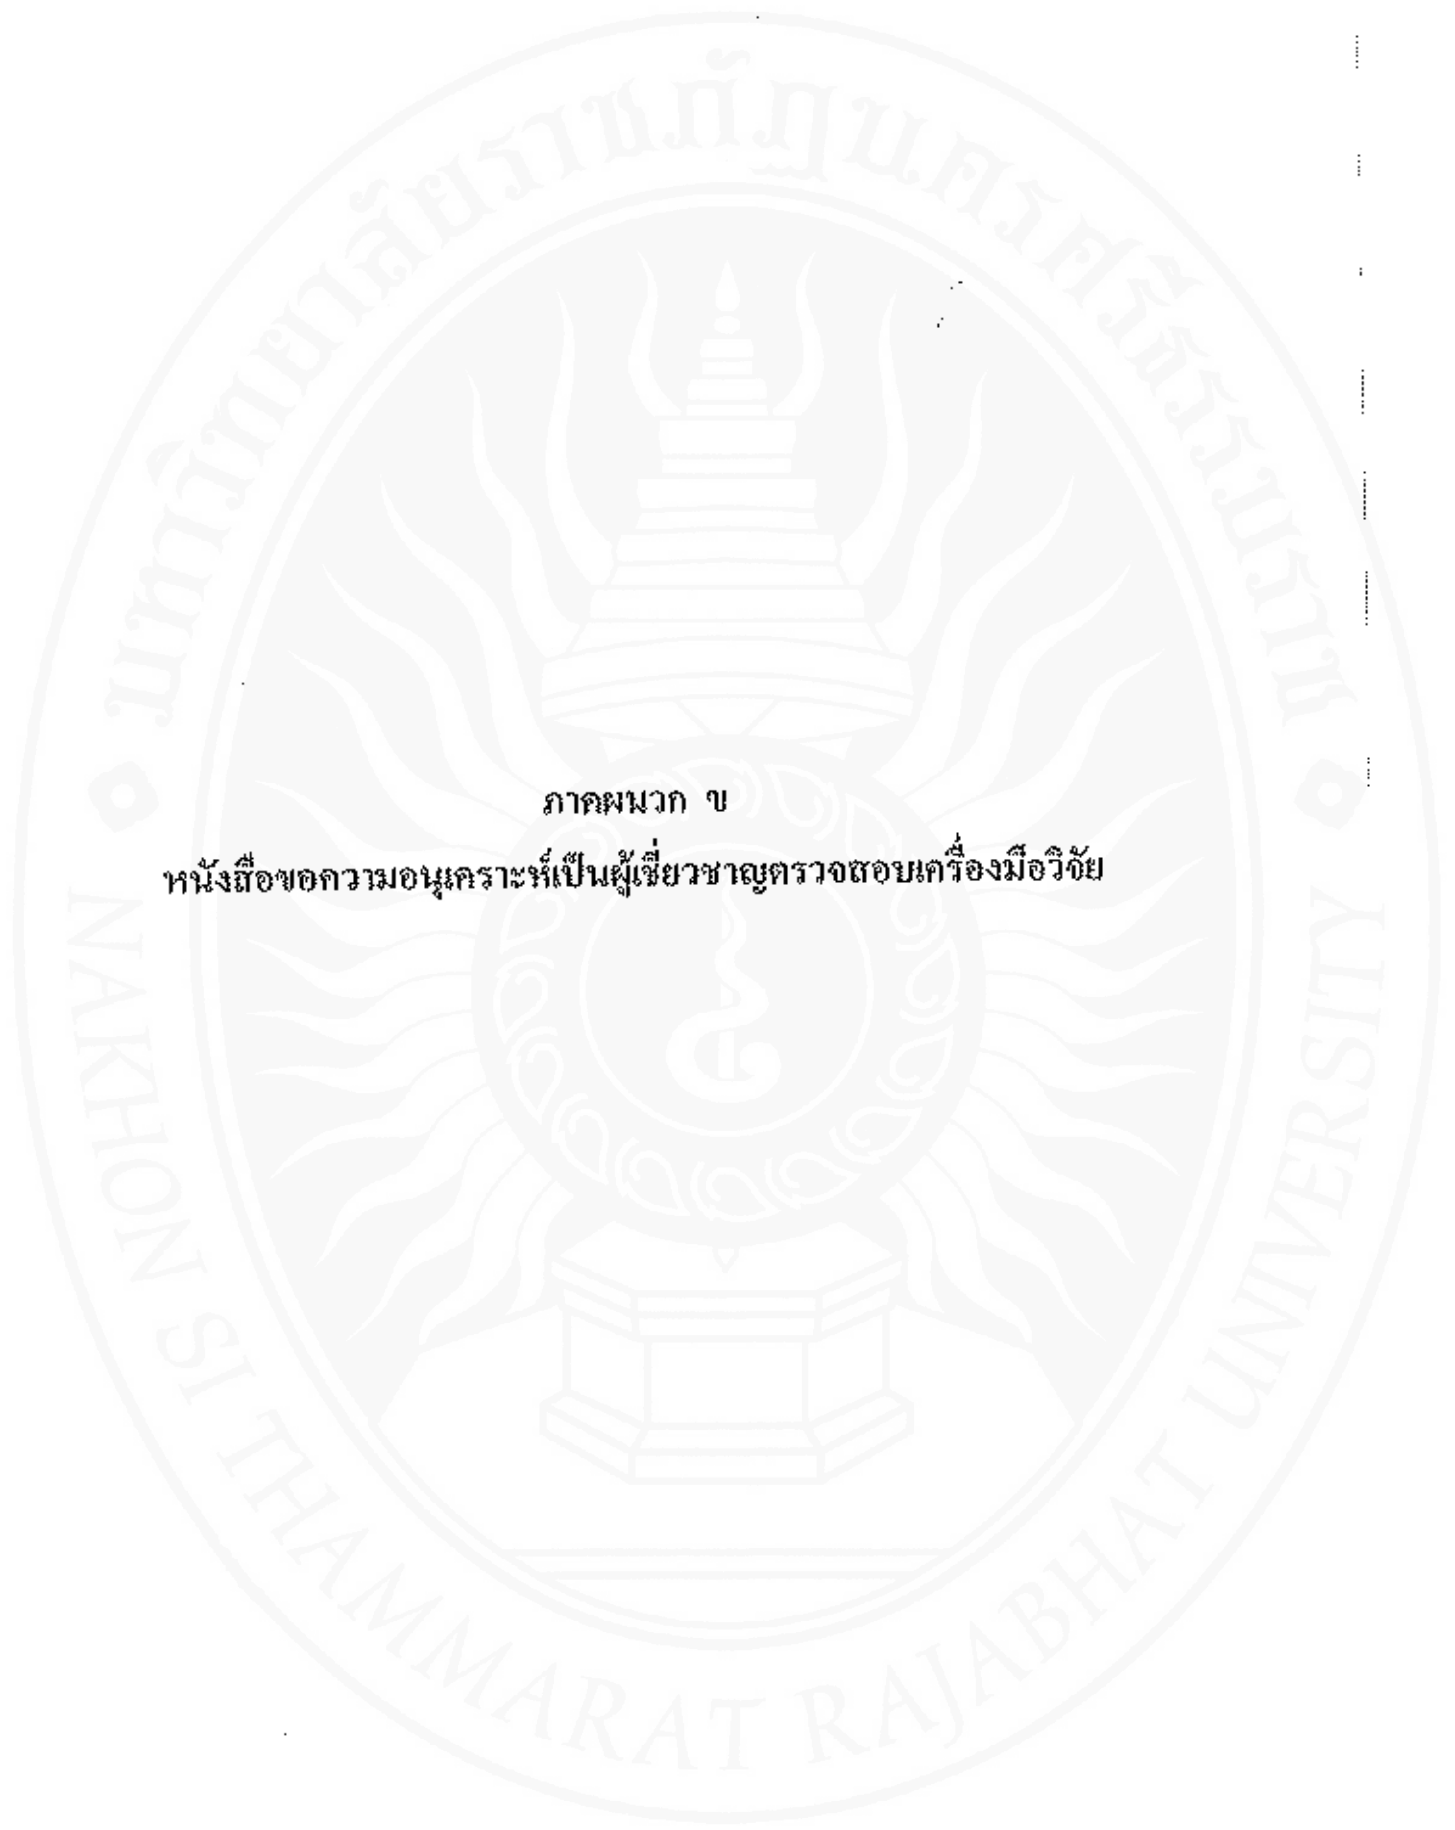 มหาวิทยาลัยราชภัฏนครศรีธรรมราช
ภาคผนวก ข
หนังสือขอความอนุเคราะห์เป็นผู้เชี่ยวชาญตรวจสอบเครื่องมือวิจัย
NAKHON SI THAMMARAT RAJABHAT UNIVERSITY